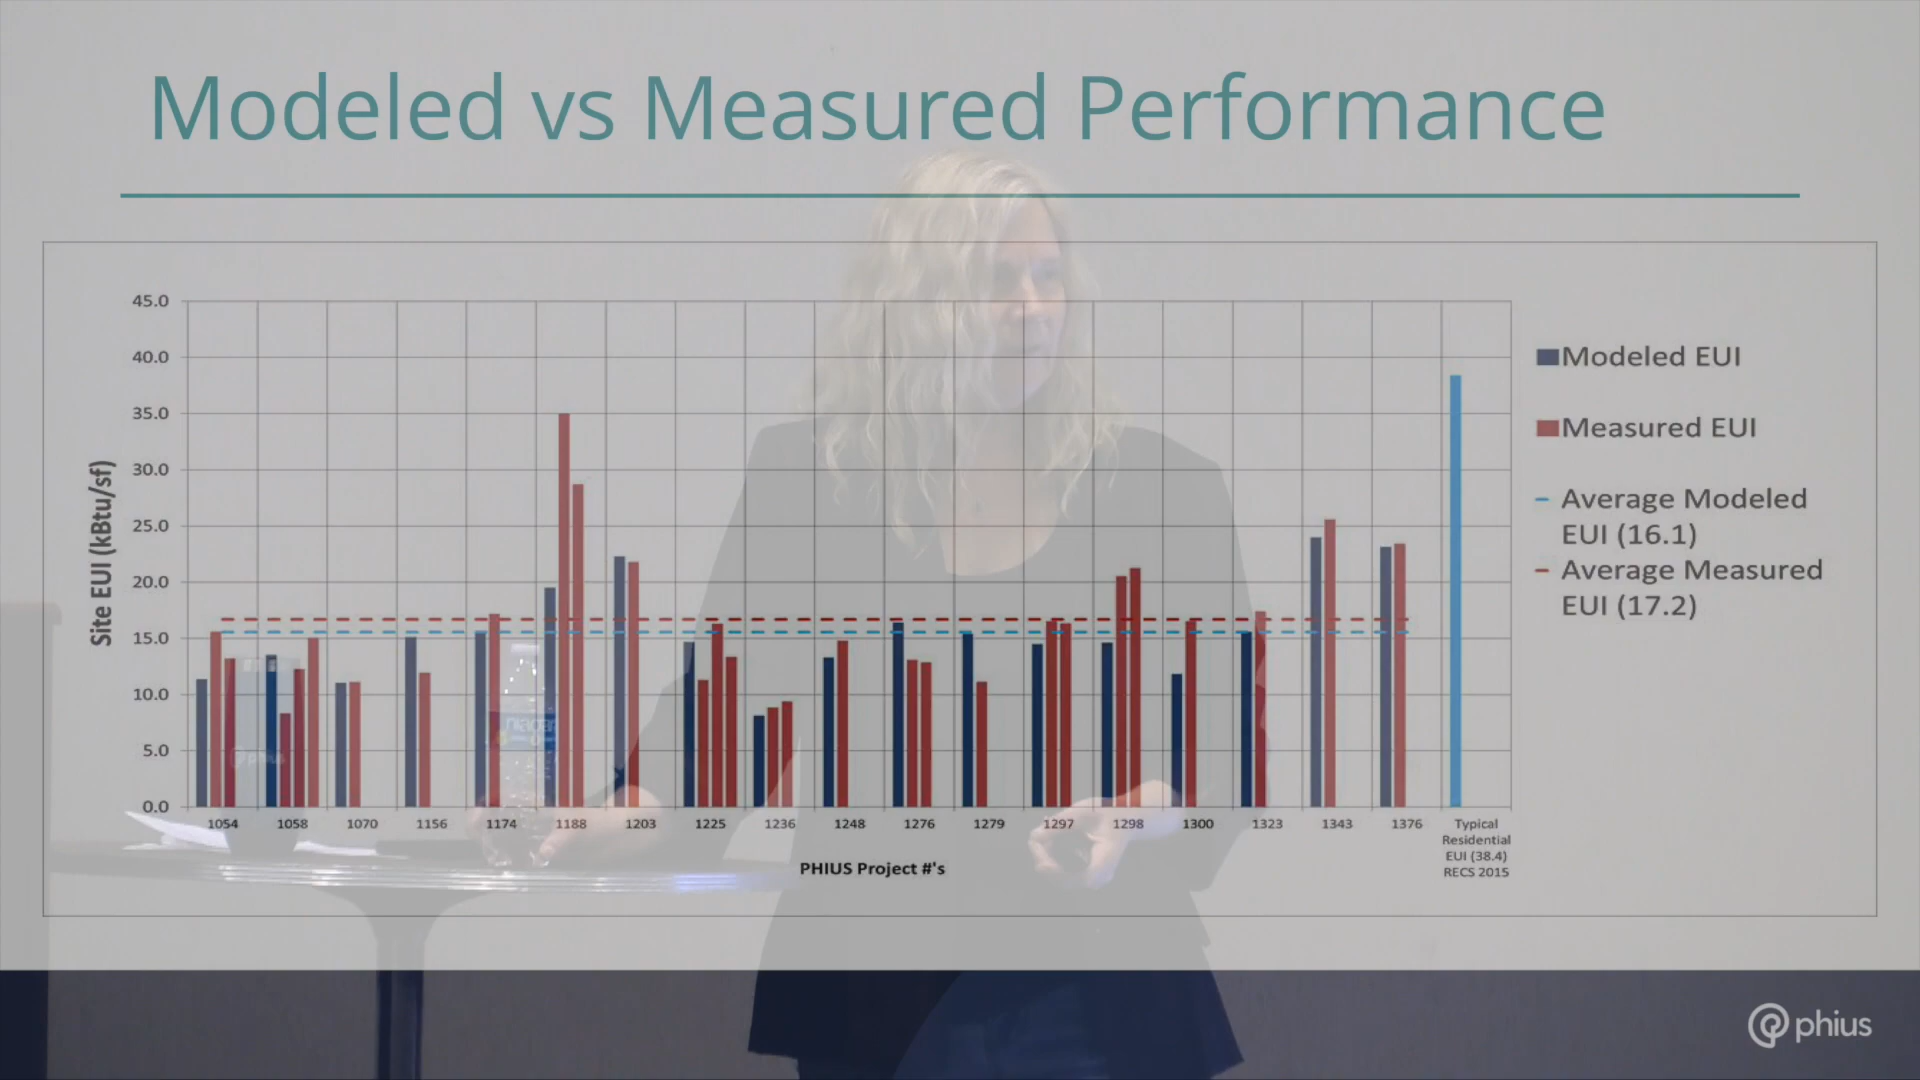 Modeled vs Measured Performance
45.0
40.0
35.0
30.0
25.0
20.0
15.0
10.0
5.0
0.0
Site EUI (kBtu/sf)
1054
1058
1070
1156
1174
1188
1203
1225
1236
1248
1276
1279
1297
1298
1300
1323
1343
1376
Typical
Residential
EUI (38.4)
RECS 2015
PHIUS Project #'s
Modeled EUI
Measured EUI
Average Modeled
EUI (16.1)
Average Measured
EUI (17.2)
niagara
phius
phius